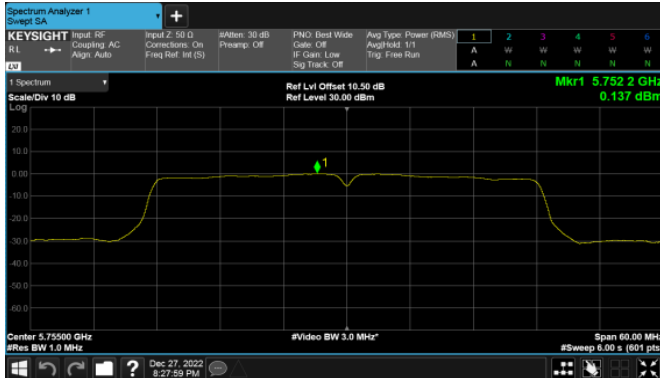 Spectrum Analyzer 1
Swept SA
+
KEYSIGHT Input: RF Input Z: 50 Ω #Atten: 30 dB PNO: Best Wide Avg Type: Power (RMS) 1 2 3 4 5 6
RL Coupling: AC Corrections: On Preamp: Off Gate: Off Avg|Hold: 1/1 A W W W W W
Align: Auto Freq Ref: Int (S) IF Gain: Low Trig: Free Run
LXI Sig Track: Off A N N N N N
1 Spectrum
Scale/Div 10 dB
Ref Lvl Offset 10.50 dB
Ref Level 30.00 dBm
Mkr1 5.752 2 GHz
0.137 dBm
Log
20.0
10.0
1
0.00
-10.0
-20.0
-30.0
-40.0
-50.0
-60.0
Center 5.75500 GHz #Video BW 3.0 MHz* Span 60.00 MHz
#Res BW 1.0 MHz #Sweep 6.00 s (601 pts
? Dec 27, 2022
8:27:59 PM